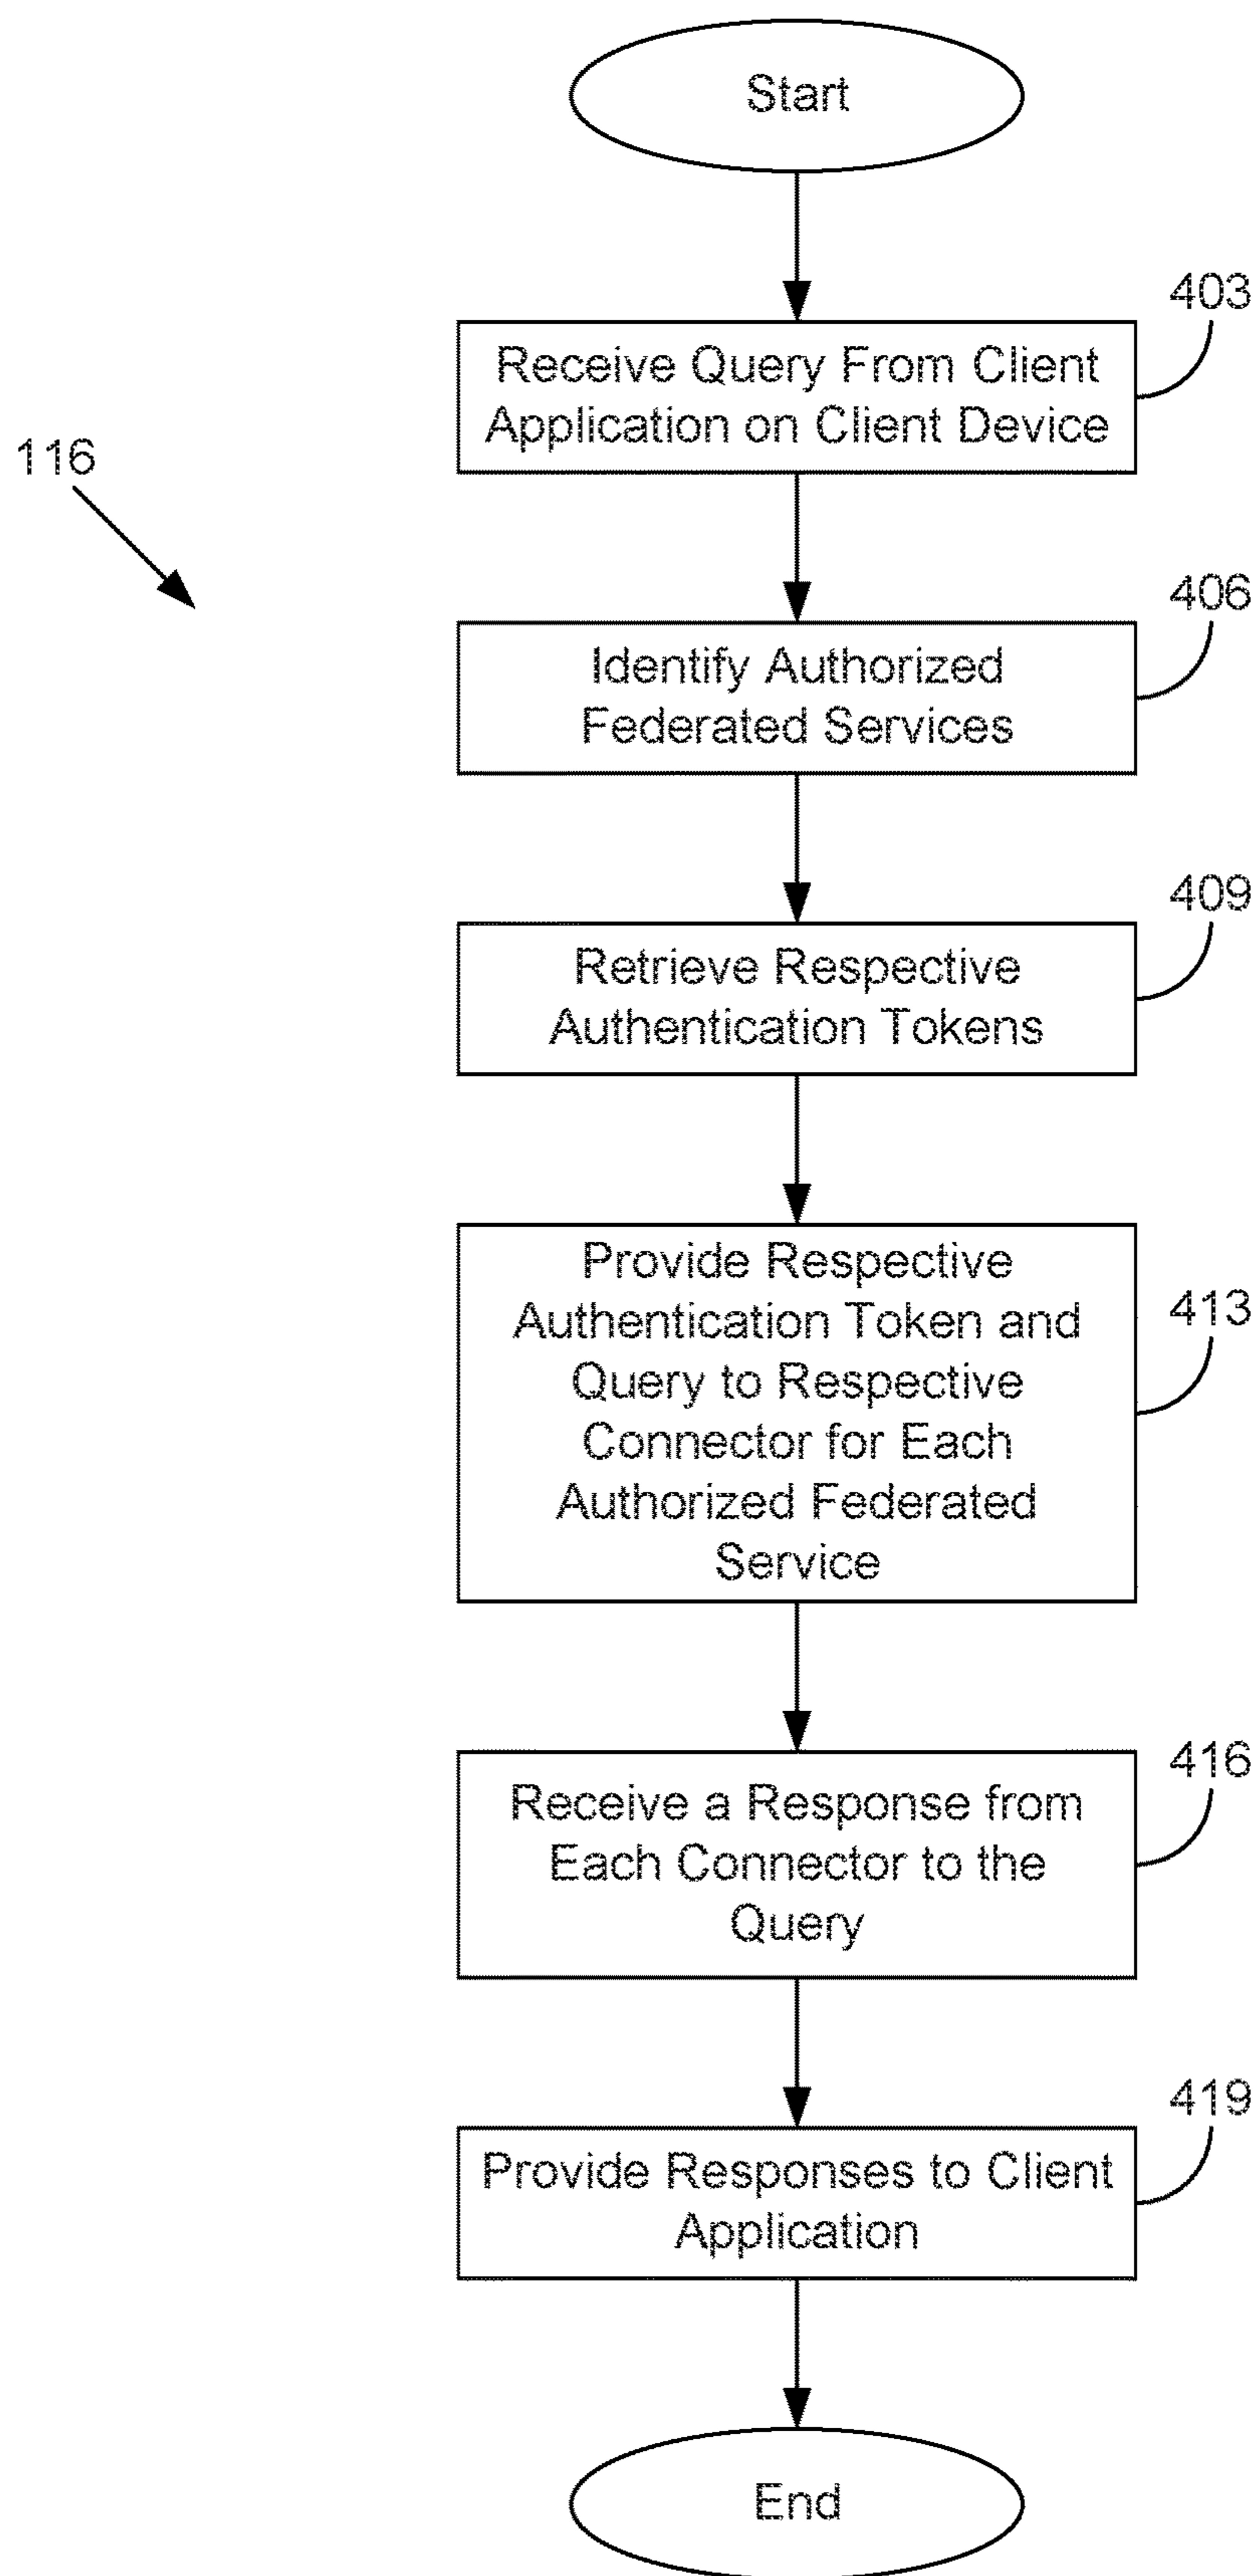 Start
403
Receive Query From Client
Application on Client Device
116
406
Identify Authorized
Federated Services
409
Retrieve Respective
Authentication Tokens
Provide Respective
Authentication Token and
Query to Respective
Connector for Each
Authorized Federated
Service
413
416
Receive a Response from
Each Connector to the
Query
419
Provide Responses to Client
Application
End